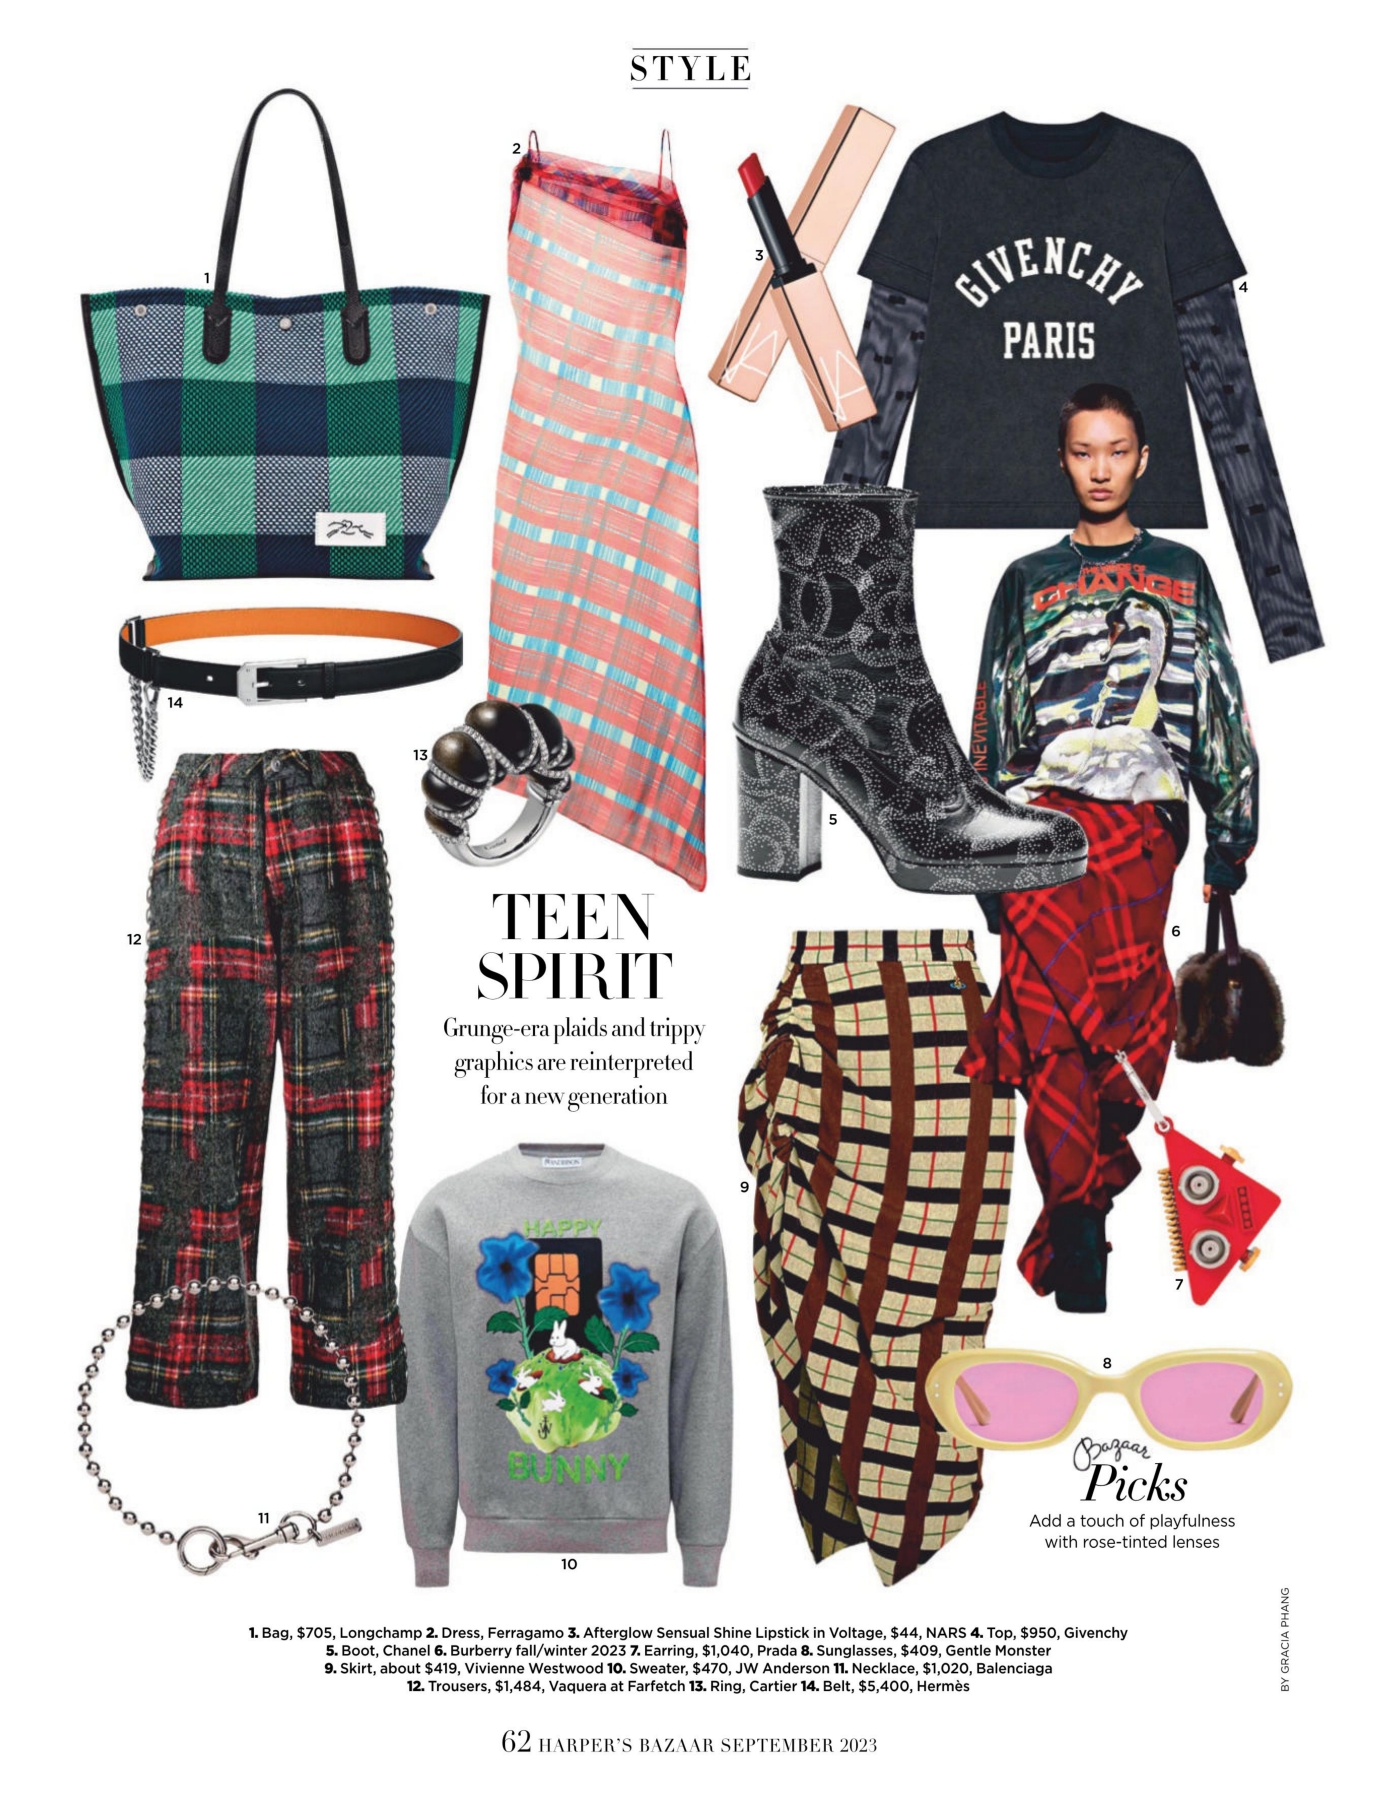 STYLE
1
2
3
GIVENCHY
PARIS
4
CHANGE
INEVITABLE
14
13
5
12
6
TEEN
SPIRIT
Grunge-era plaids and trippy
graphics are reinterpreted
for a new generation
9
7
HAPPY
BUNNY
8
Bazaar
Picks
Add a touch of playfulness
with rose-tinted lenses
11
10
1. Bag, $705, Longchamp 2. Dress, Ferragamo 3. Afterglow Sensual Shine Lipstick in Voltage, $44, NARS 4. Top, $950, Givenchy
5. Boot, Chanel 6. Burberry fall/winter 2023 7. Earring, $1,040, Prada 8. Sunglasses, $409, Gentle Monster
9. Skirt, about $419, Vivienne Westwood 10. Sweater, $470, JW Anderson 11. Necklace, $1,020, Balenciaga
12. Trousers, $1,484, Vaquera at Farfetch 13. Ring, Cartier 14. Belt, $5,400, Hermès
BY GRACIA PHANG
62 HARPER'S BAZAAR SEPTEMBER 2023